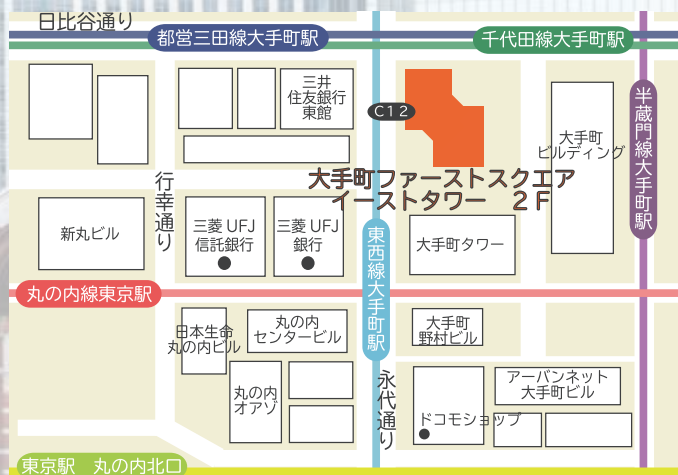 日比谷通り
都営三田線大手町駅
千代田線大手町駅
三井
住友銀行
東館
C12
半蔵門線大手町駅
大手町
ビルディング
大手町ファーストスクエア
イーストタワー 2F
行幸通り
新丸ビル
三菱UFJ
信託銀行
三菱UFJ
銀行
東西線大手町駅
大手町タワー
丸の内線東京駅
日本生命
丸の内ビル
丸の内
センタービル
大手町
野村ビル
丸の内
オアゾ
永代通り
アーバンネット
大手町ビル
ドコモショップ
東京駅 丸の内北口